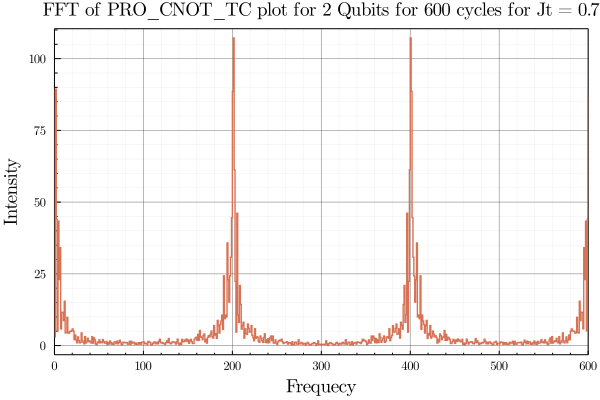 FFT of PRO_CNOT_TC plot for 2 Qubits for 600 cycles for Jt = 0.7
100
75
50
25
0
Intensity
0 100 200 300 400 500 600
Frequecy